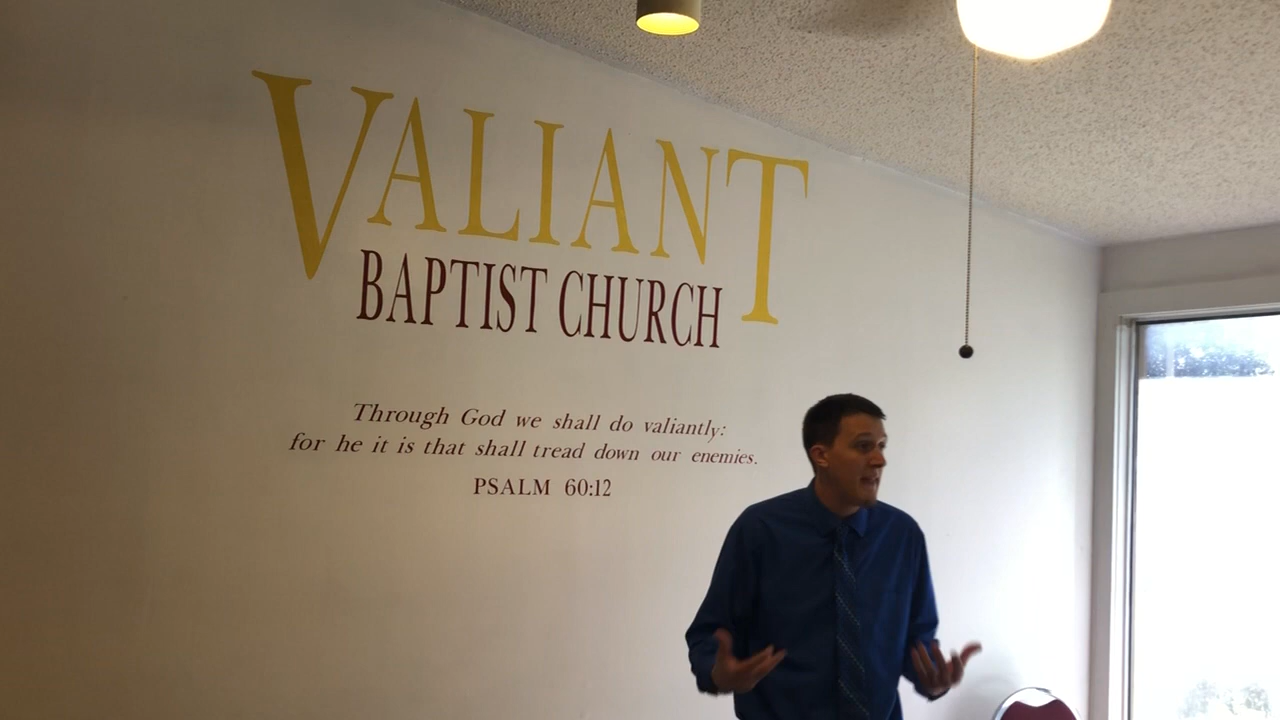 VALIANT
BAPTIST CHURCH
Through God we shall do valiantly:
for he it is that shall tread down our enemies.
PSALM 60:12